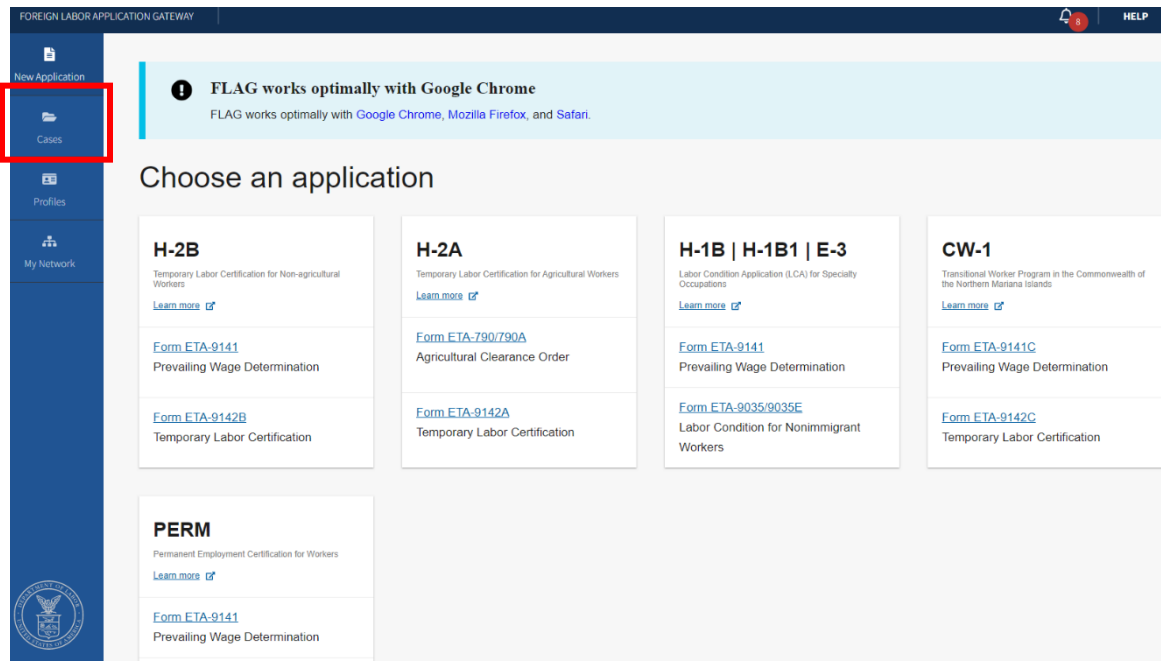 FOREIGN LABOR APPLICATION GATEWAY
8
HELP
New Application
Cases
Profiles
My Network
FLAG works optimally with Google Chrome
FLAG works optimally with Google Chrome, Mozilla Firefox, and Safari.
Choose an application
H-2B
Temporary Labor Certification for Non-agricultural
Workers
Learn more
Form ETA-9141
Prevailing Wage Determination
Form ETA-9142B
Temporary Labor Certification
H-2A
Temporary Labor Certification for Agricultural Workers
Learn more
Form ETA-790/790A
Agricultural Clearance Order
Form ETA-9142A
Temporary Labor Certification
H-1B | H-1B1 | E-3
Labor Condition Application (LCA) for Specialty
Occupations
Learn more
Form ETA-9141
Prevailing Wage Determination
Form ETA-9035/9035E
Labor Condition for Nonimmigrant
Workers
CW-1
Transitional Worker Program in the Commonwealth of
the Northern Mariana Islands
Learn more
Form ETA-9141C
Prevailing Wage Determination
Form ETA-9142C
Temporary Labor Certification
PERM
Permanent Employment Certification for Workers
Learn more
Form ETA-9141
Prevailing Wage Determination
DEPARTMENT OF LABOR
UNITED STATES OF AMERICA